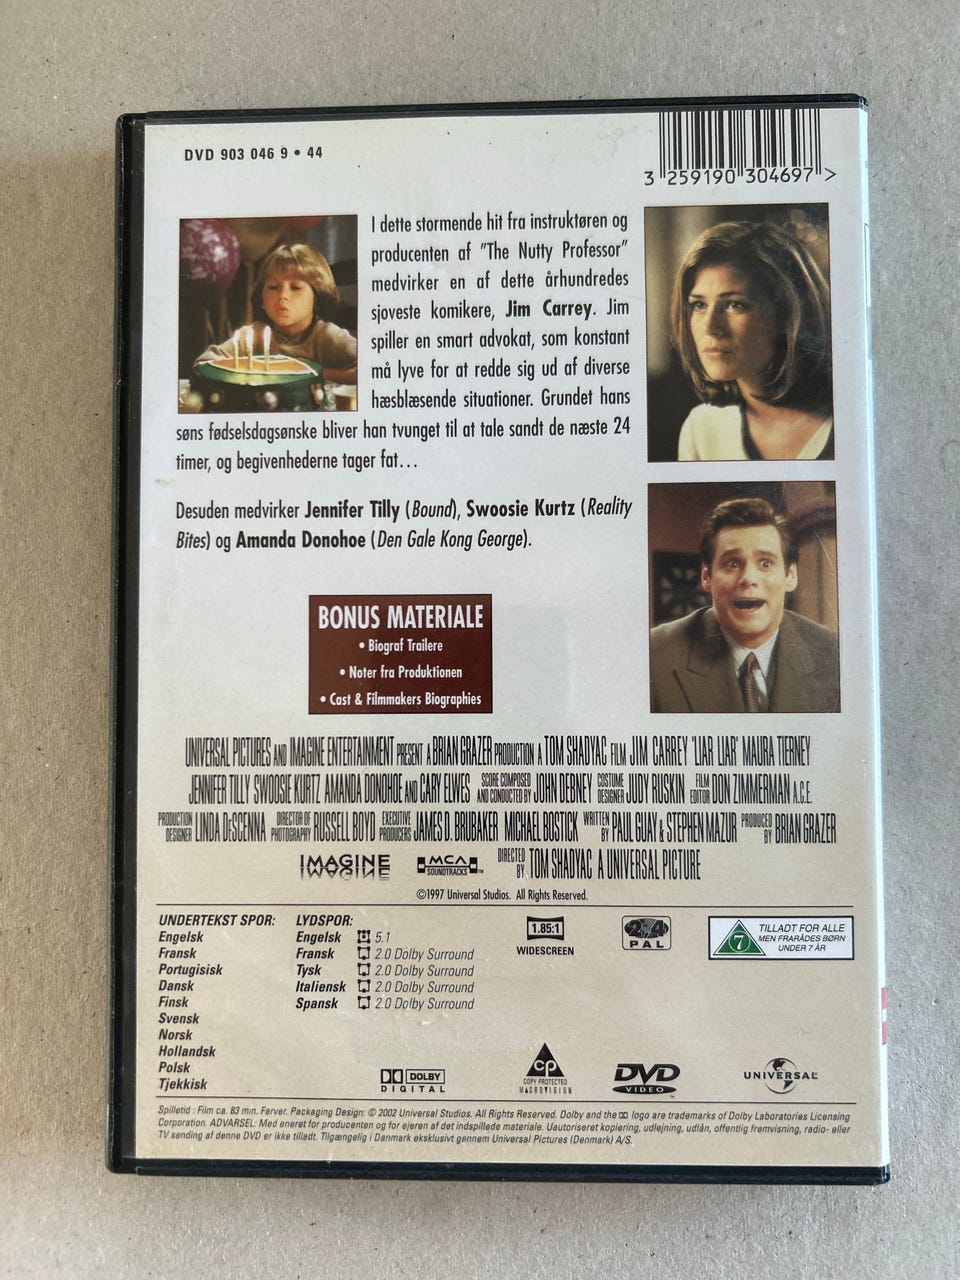 DVD 903 046 9 • 44
3 259190 304697 >
I dette stormende hit fra instruktøren og
producenten af "The Nutty Professor"
medvirker en af dette århundredes
sjoveste komikere, Jim Carrey. Jim
spiller en smart advokat, som konstant
må lyve for at redde sig ud af diverse
hæsblæsende situationer. Grundet hans
søns fødselsdagsønske bliver han tvunget til at tale sandt de næste 24
timer, og begivenhederne tager fat...
Desuden medvirker Jennifer Tilly (Bound), Swoosie Kurtz (Reality
Bites) og Amanda Donohoe (Den Gale Kong George).
BONUS MATERIALE
• Biograf Trailere
• Noter fra Produktionen
• Cast & Filmmakers Biographies
UNIVERSAL PICTURES AND IMAGINE ENTERTAINMENT PRESENT A BRIAN GRAZER PRODUCTION A TOM SHADYAC FILM JIM CARREY 'LIAR LIAR' MAURA TIERNEY
JENNIFER TILLY SWOOSIE KURTZ AMANDA DONOHOE AND CARY ELWES SCORE COMPOSED AND CONDUCTED BY JOHN DEBNEY COSTUME DESIGNER JUDY RUSKIN FILM EDITOR DON ZIMMERMAN A.C.E.
PRODUCTION DESIGNER LINDA DeSCENNA DIRECTOR OF PHOTOGRAPHY RUSSELL BOYD EXECUTIVE PRODUCERS JAMES D. BRUBAKER MICHAEL BOSTICK WRITTEN BY PAUL GUAY & STEPHEN MAZUR PRODUCED BY BRIAN GRAZER
IMAGINE MCA SOUNDTRACKS™ DIRECTED BY TOM SHADYAC A UNIVERSAL PICTURE
©1997 Universal Studios. All Rights Reserved.
UNDERTEKST SPOR:
Engelsk
Fransk
Portugisisk
Dansk
Finsk
Svensk
Norsk
Hollandsk
Polsk
Tjekkisk
LYDSPOR:
Engelsk 5.1
Fransk 2.0 Dolby Surround
Tysk 2.0 Dolby Surround
Italiensk 2.0 Dolby Surround
Spansk 2.0 Dolby Surround
1.85:1
WIDESCREEN
2 4
PAL
7
TILLADT FOR ALLE
MEN FRARÅDES BØRN
UNDER 7 ÅR
DOLBY
DIGITAL
CP
COPY PROTECTED
MACROVISION
DVD
VIDEO™
UNIVERSAL
Spilletid : Film ca. 83 min. Farver. Packaging Design: © 2002 Universal Studios. All Rights Reserved. Dolby and the DD logo are trademarks of Dolby Laboratories Licensing
Corporation. ADVARSEL: Med eneret for producenten og for ejeren af det indspillede materiale. Uautoriseret kopiering, udlejning, udlån, offentlig fremvisning, radio- eller
TV sending af denne DVD er ikke tilladt. Tilgængelig i Danmark eksklusivt gennem Universal Pictures (Denmark) A/S.